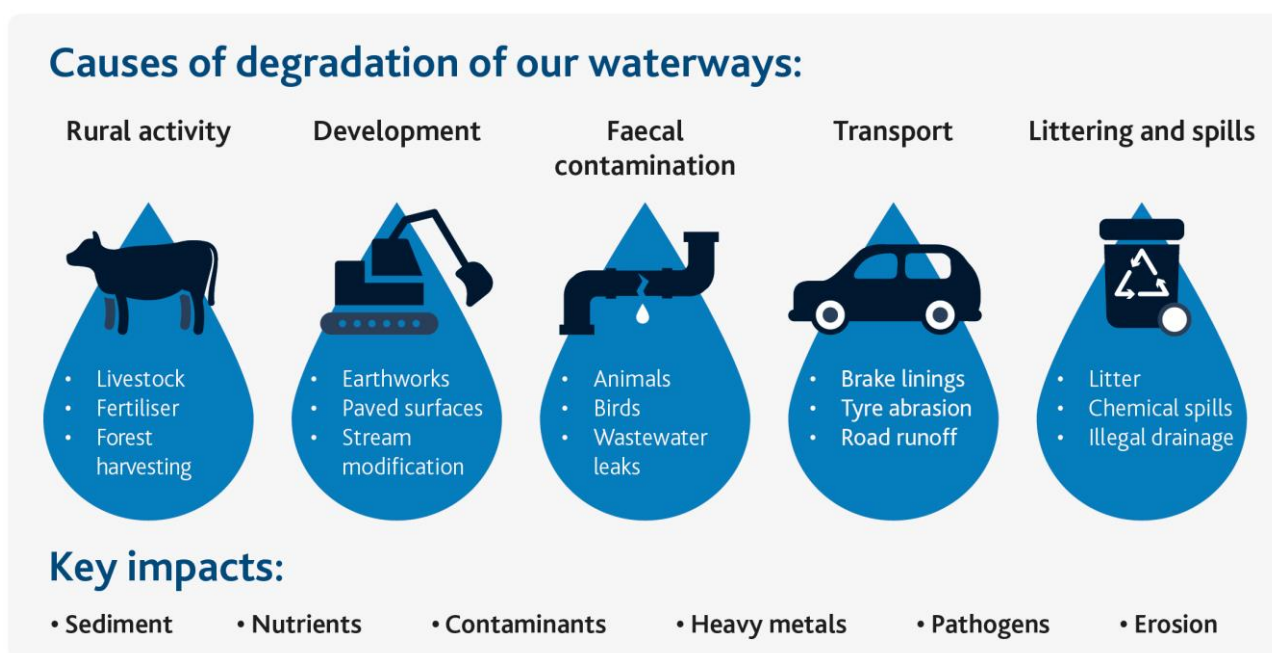 Causes of degradation of our waterways:
Rural activity
• Livestock
• Fertiliser
• Forest
harvesting
Development
• Earthworks
• Paved surfaces
• Stream
modification
Faecal
contamination
• Animals
• Birds
• Wastewater
leaks
Transport
• Brake linings
• Tyre abrasion
• Road runoff
Littering and spills
• Litter
• Chemical spills
• Illegal drainage
Key impacts:
• Sediment • Nutrients • Contaminants • Heavy metals • Pathogens • Erosion